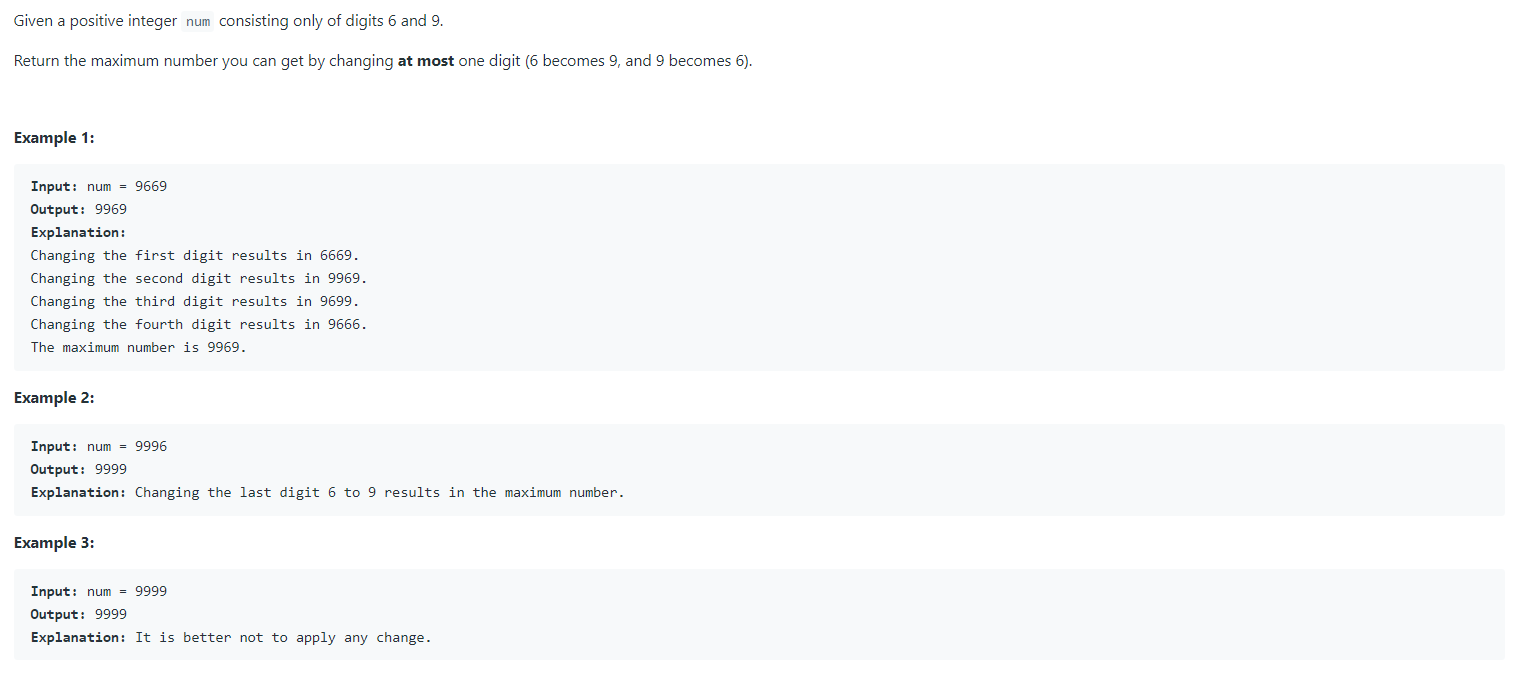 Given a positive integer num consisting only of digits 6 and 9.
Return the maximum number you can get by changing at most one digit (6 becomes 9, and 9 becomes 6).
Example 1:
Input: num = 9669
Output: 9969
Explanation:
Changing the first digit results in 6669.
Changing the second digit results in 9969.
Changing the third digit results in 9699.
Changing the fourth digit results in 9666.
The maximum number is 9969.
Example 2:
Input: num = 9996
Output: 9999
Explanation: Changing the last digit 6 to 9 results in the maximum number.
Example 3:
Input: num = 9999
Output: 9999
Explanation: It is better not to apply any change.